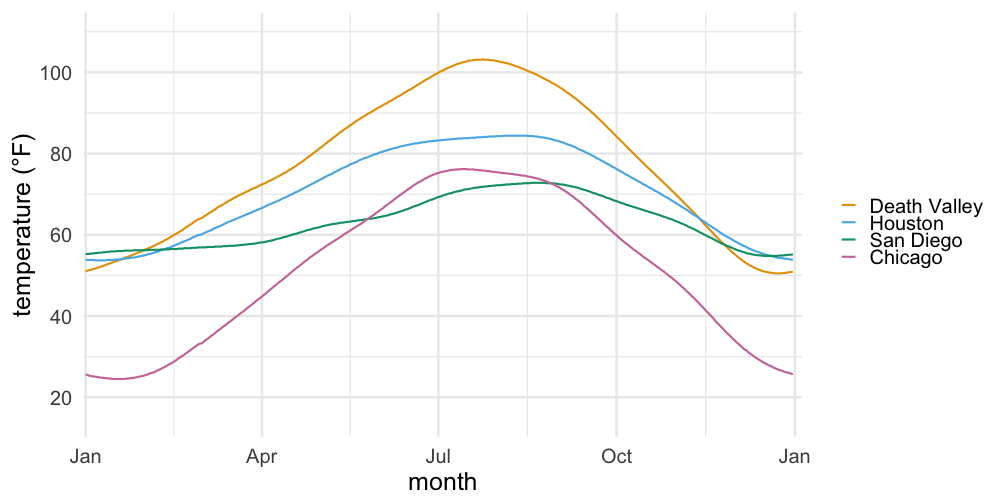 temperature (°F)
100
80
60
40
20
Jan
Apr
Jul
Oct
Jan
month
Death Valley
Houston
San Diego
Chicago